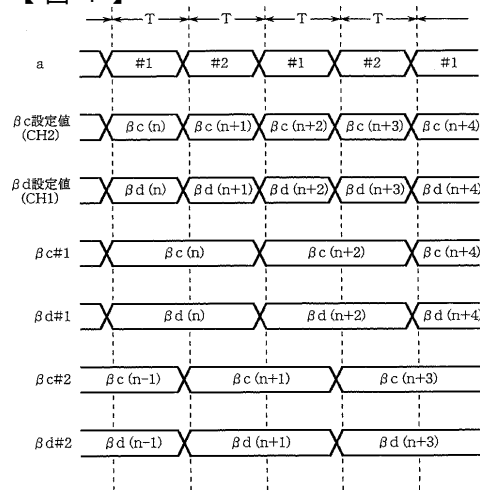 T T T T
a #1 #2 #1 #2 #1
βc設定値
(CH2) βc(n) βc(n+1) βc(n+2) βc(n+3) βc(n+4)
βd設定値
(CH1) βd(n) βd(n+1) βd(n+2) βd(n+3) βd(n+4)
βc#1 βc(n) βc(n+2) βc(n+4)
βd#1 βd(n) βd(n+2) βd(n+4)
βc#2 βc(n-1) βc(n+1) βc(n+3)
βd#2 βd(n-1) βd(n+1) βd(n+3)